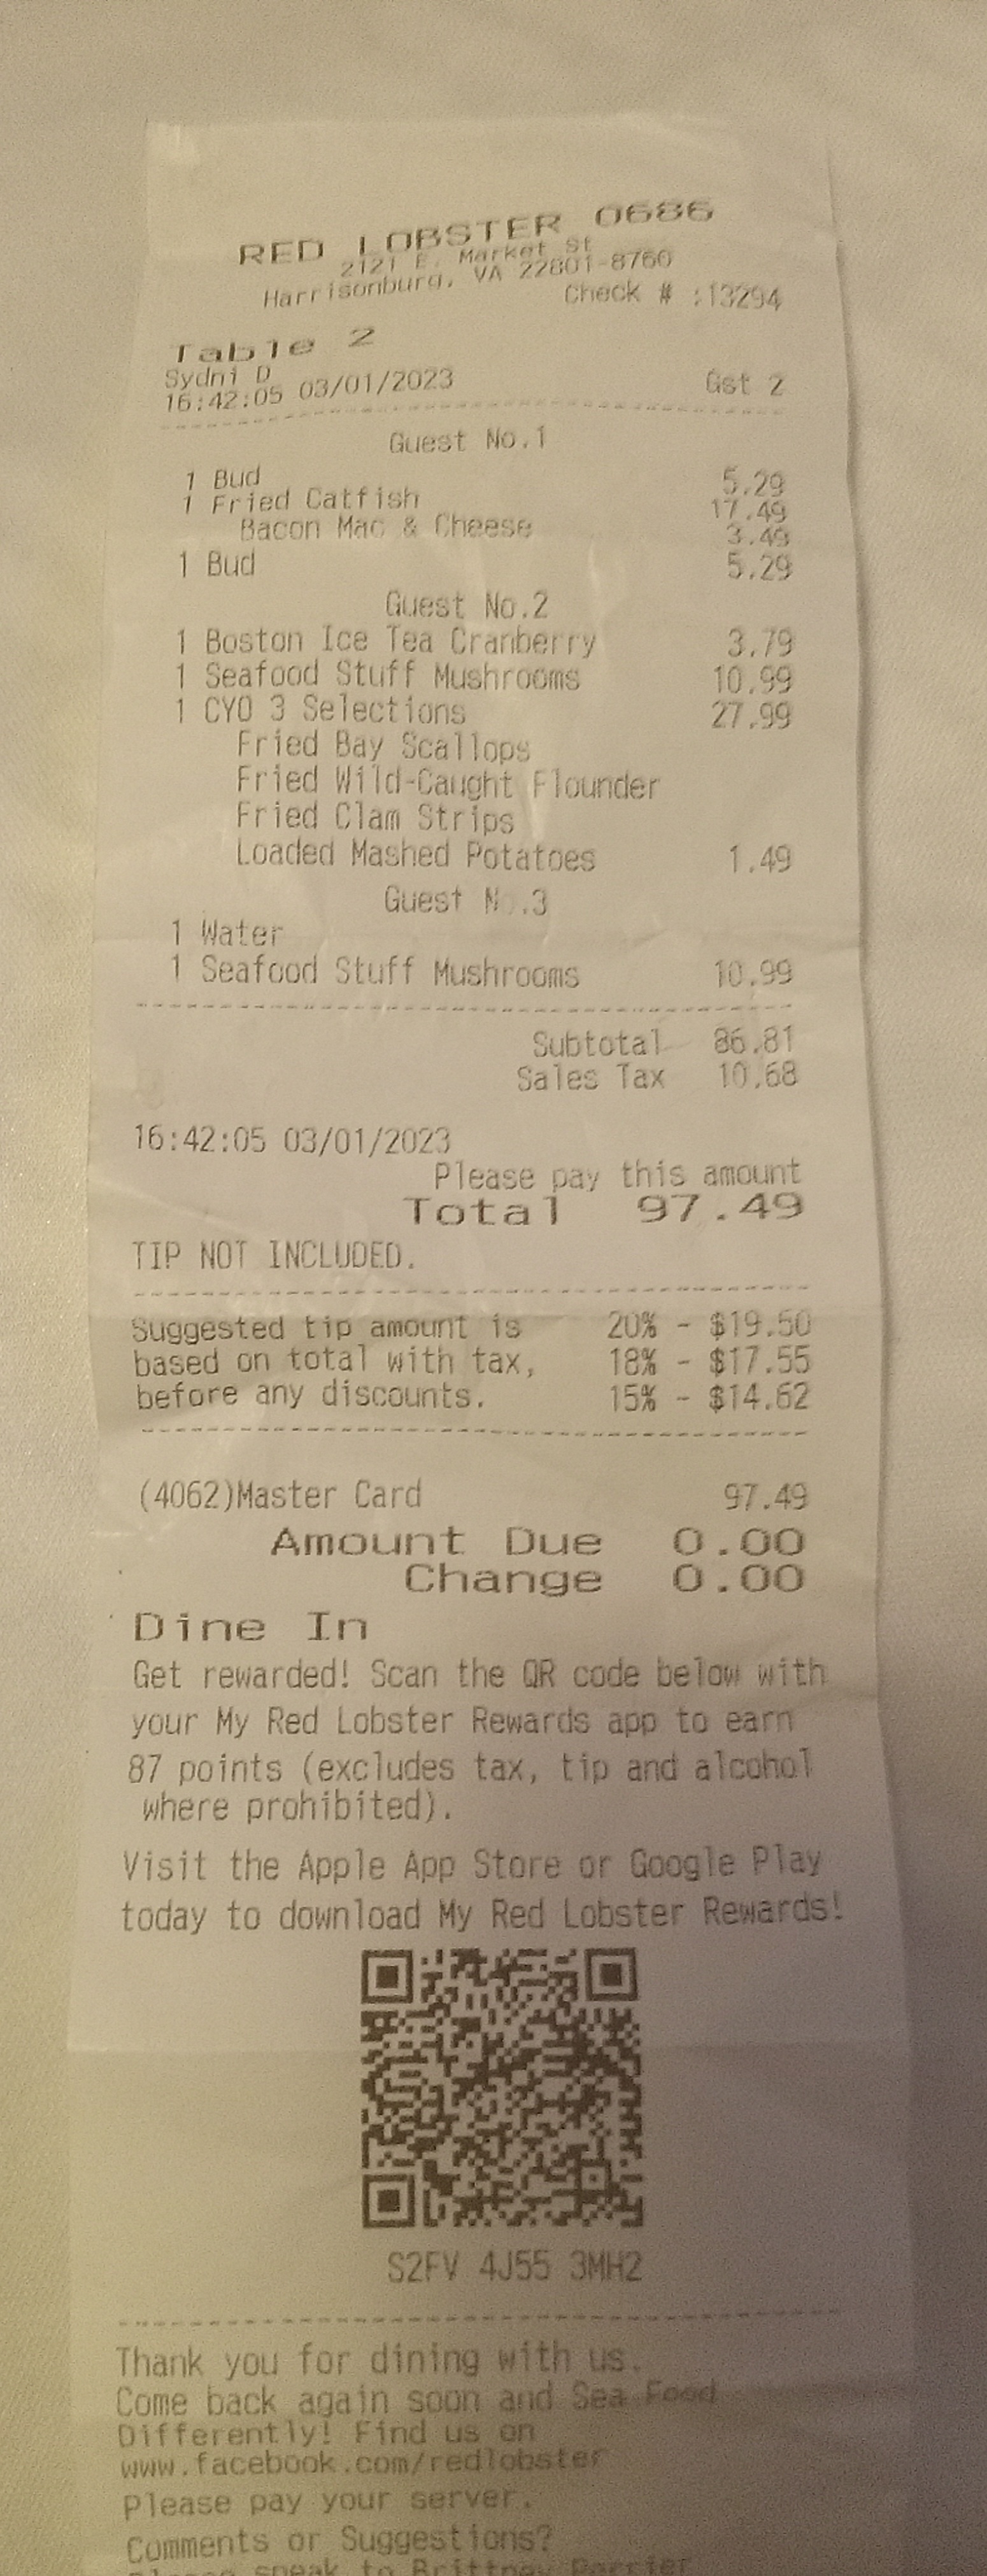 RED LOBSTER 0686
2121 E. Market St
Harrisonburg, VA 22801-8760
Check # :13294
Table 2
Sydni D
16:42:05 03/01/2023 Gst 2
Guest No.1
1 Bud 5.29
1 Fried Catfish 17.49
Bacon Mac & Cheese 3.49
1 Bud 5.29
Guest No.2
1 Boston Ice Tea Cranberry 3.79
1 Seafood Stuff Mushrooms 10.99
1 CYO 3 Selections 27.99
Fried Bay Scallops
Fried Wild-Caught Flounder
Fried Clam Strips
Loaded Mashed Potatoes 1.49
Guest No.3
1 Water
1 Seafood Stuff Mushrooms 10.99
Subtotal 86.81
Sales Tax 10.68
16:42:05 03/01/2023
Please pay this amount
Total 97.49
TIP NOT INCLUDED.
Suggested tip amount is 20% - $19.50
based on total with tax, 18% - $17.55
before any discounts. 15% - $14.62
(4062)Master Card 97.49
Amount Due 0.00
Change 0.00
Dine In
Get rewarded! Scan the QR code below with
your My Red Lobster Rewards app to earn
87 points (excludes tax, tip and alcohol
where prohibited).
Visit the Apple App Store or Google Play
today to download My Red Lobster Rewards!
S2FV 4J55 3MH2
Thank you for dining with us.
Come back again soon and Sea Food
Differently! Find us on
www.facebook.com/redlobster
Please pay your server.
Comments or Suggestions?
Please speak to Brittney